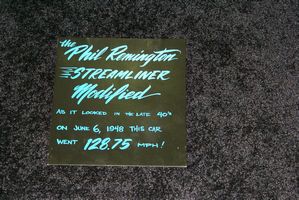 the
Phil Remington
STREAMLINER
Modified
AS IT LOOKED IN THE LATE 40's
ON JUNE 6, 1948 THIS CAR
WENT 128.75 MPH!